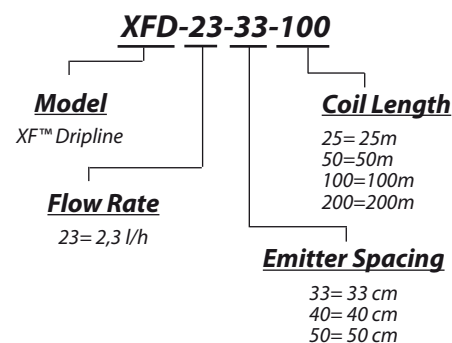 XFD-23-33-100
Model
XF™ Dripline
Flow Rate
23= 2,3 l/h
Coil Length
25= 25m
50=50m
100=100m
200=200m
Emitter Spacing
33= 33 cm
40= 40 cm
50= 50 cm